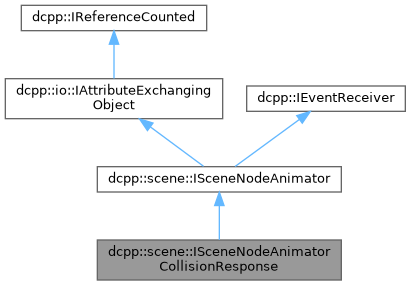 dcpp::IReferenceCounted
dcpp::io::IAttributeExchanging
Object
dcpp::IEventReceiver
dcpp::scene::ISceneNodeAnimator
dcpp::scene::ISceneNodeAnimator
CollisionResponse